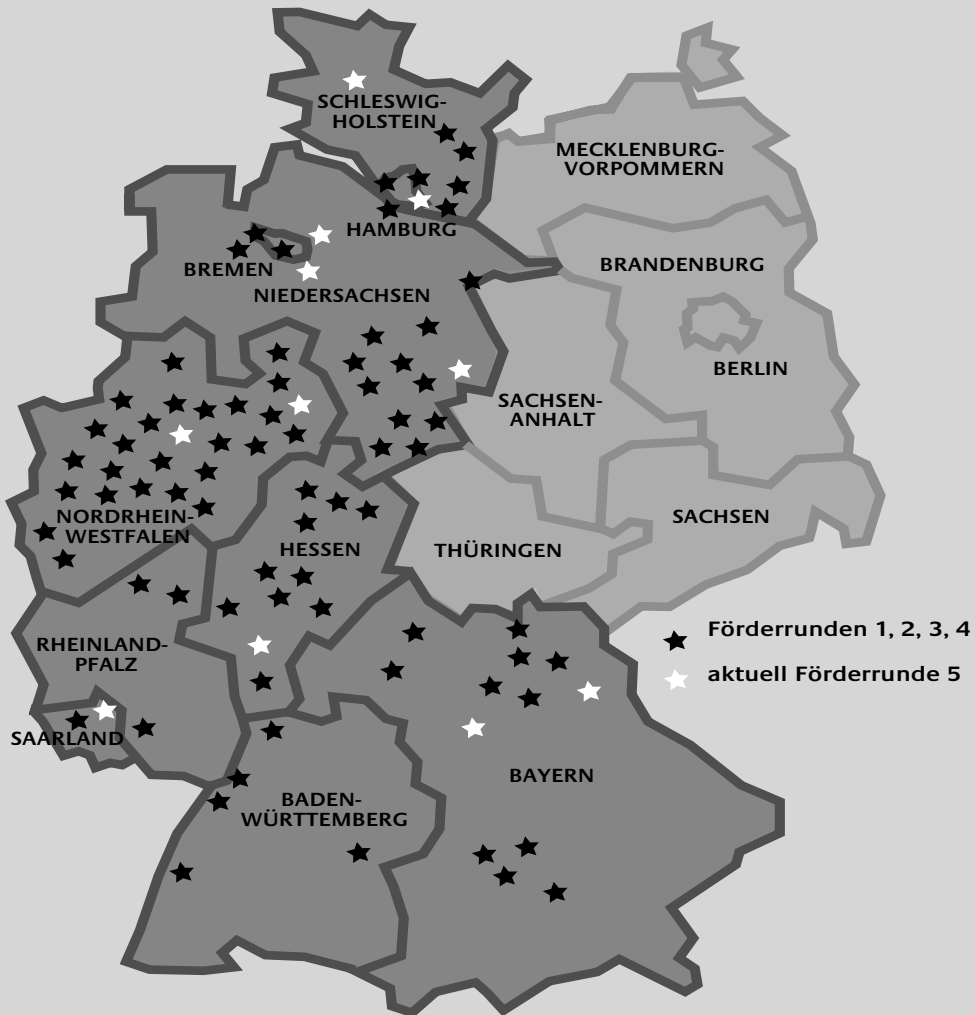 SCHLESWIG-
HOLSTEIN
MECKLENBURG-
VORPOMMERN
HAMBURG
BREMEN
NIEDERSACHSEN
BRANDENBURG
BERLIN
SACHSEN-
ANHALT
NORDRHEIN-
WESTFALEN
HESSEN
THÜRINGEN
SACHSEN
RHEINLAND-
PFALZ
SAARLAND
BADEN-
WÜRTTEMBERG
BAYERN
Förderrunden 1, 2, 3, 4
aktuell Förderrunde 5